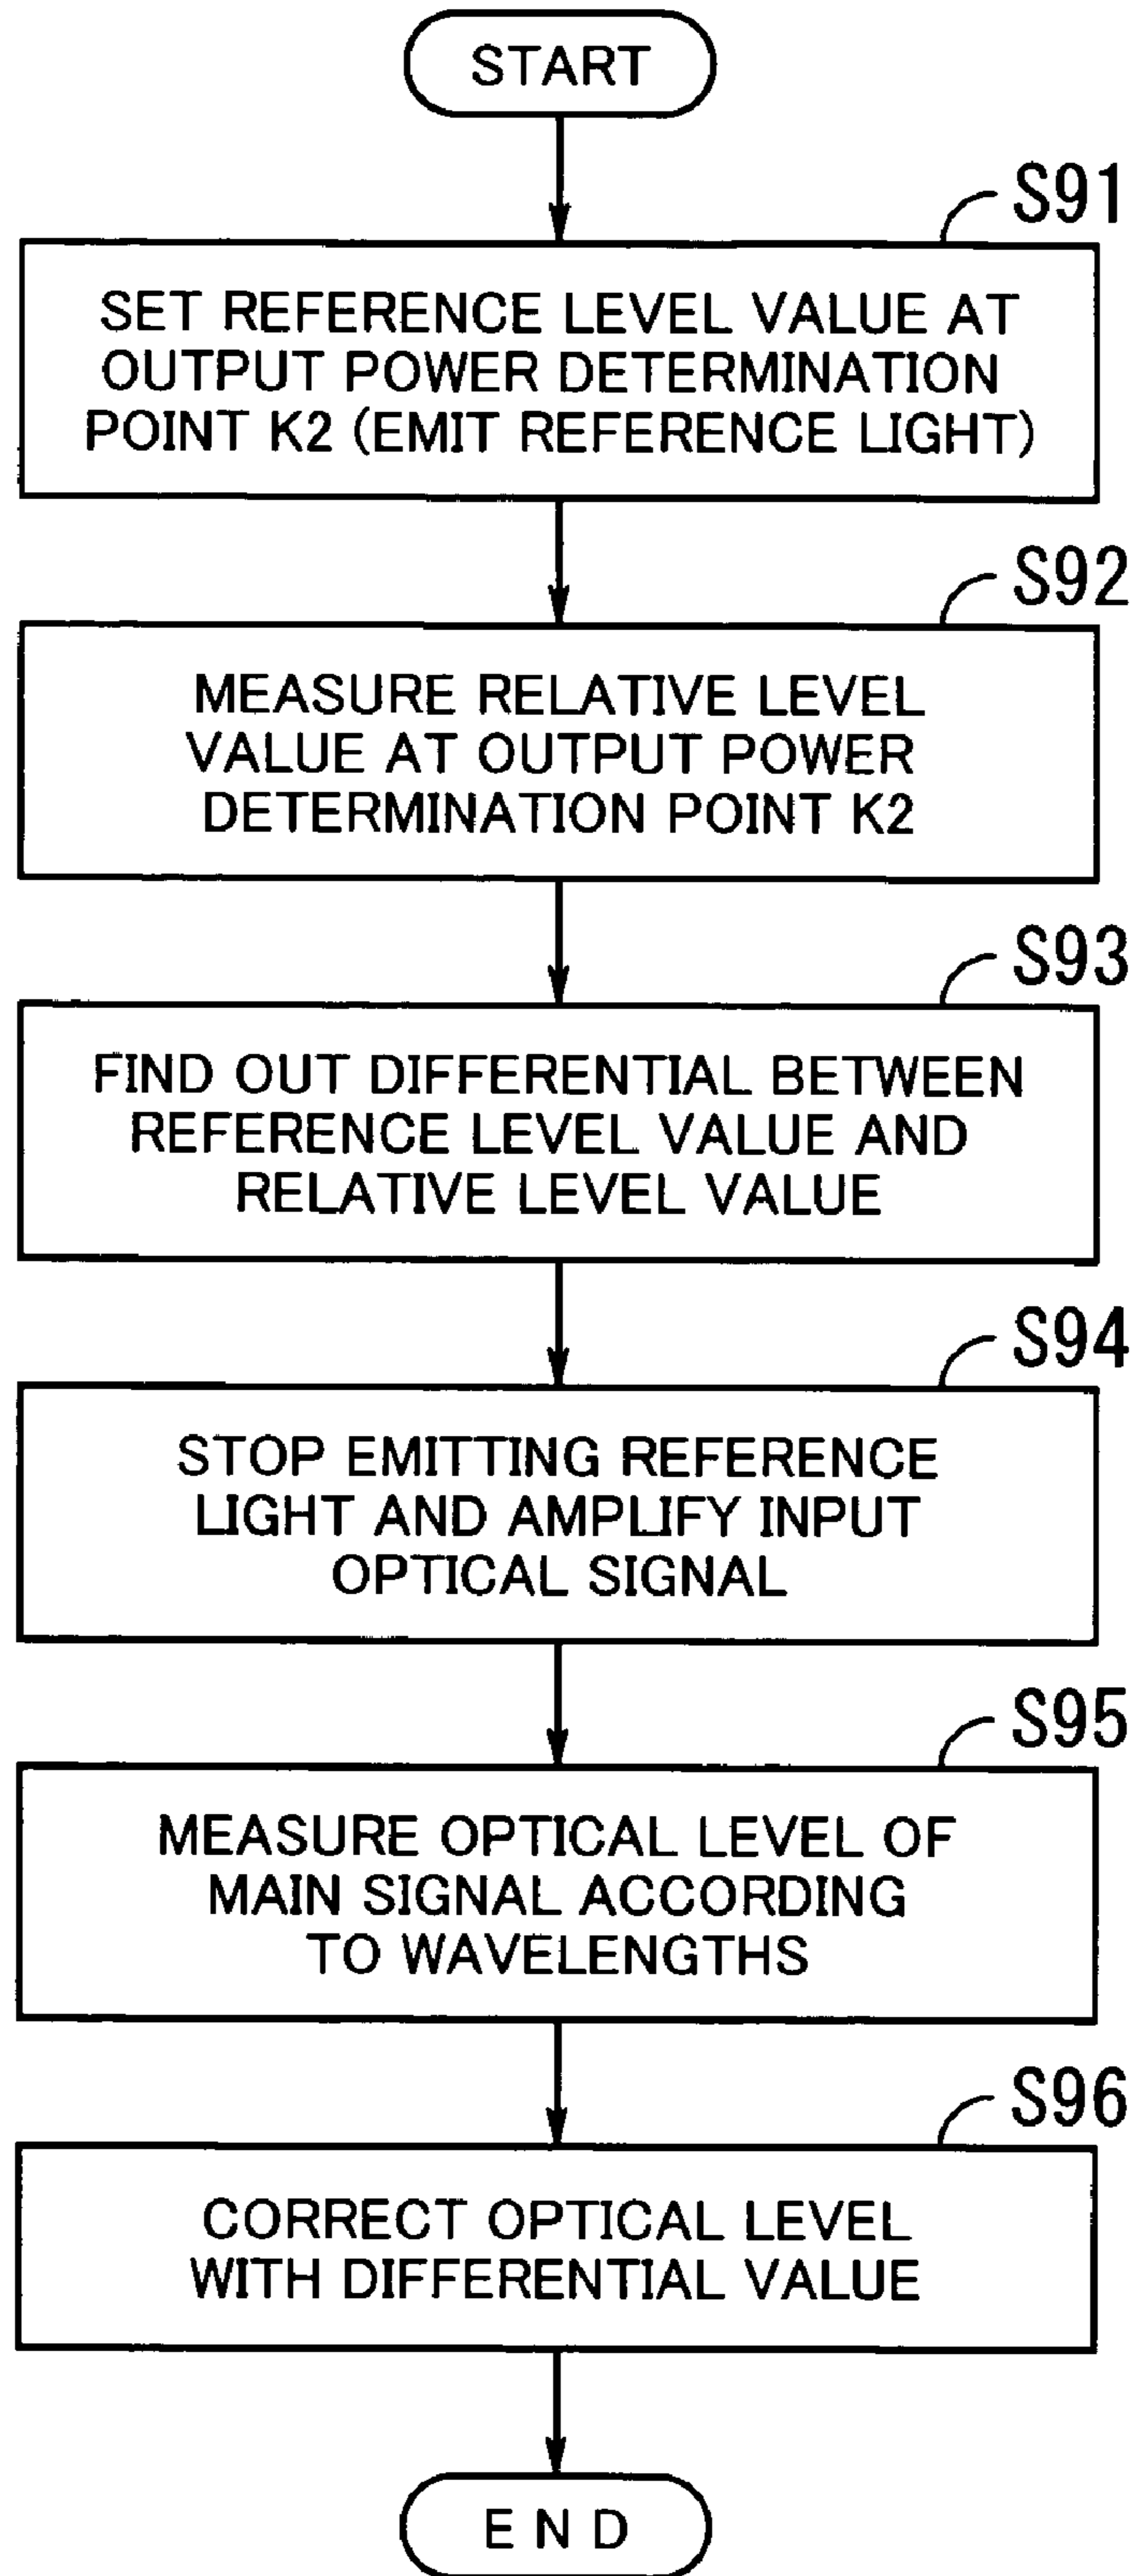 START
S91
SET REFERENCE LEVEL VALUE AT
OUTPUT POWER DETERMINATION
POINT K2 (EMIT REFERENCE LIGHT)
S92
MEASURE RELATIVE LEVEL
VALUE AT OUTPUT POWER
DETERMINATION POINT K2
S93
FIND OUT DIFFERENTIAL BETWEEN
REFERENCE LEVEL VALUE AND
RELATIVE LEVEL VALUE
S94
STOP EMITTING REFERENCE
LIGHT AND AMPLIFY INPUT
OPTICAL SIGNAL
S95
MEASURE OPTICAL LEVEL OF
MAIN SIGNAL ACCORDING
TO WAVELENGTHS
S96
CORRECT OPTICAL LEVEL
WITH DIFFERENTIAL VALUE
END